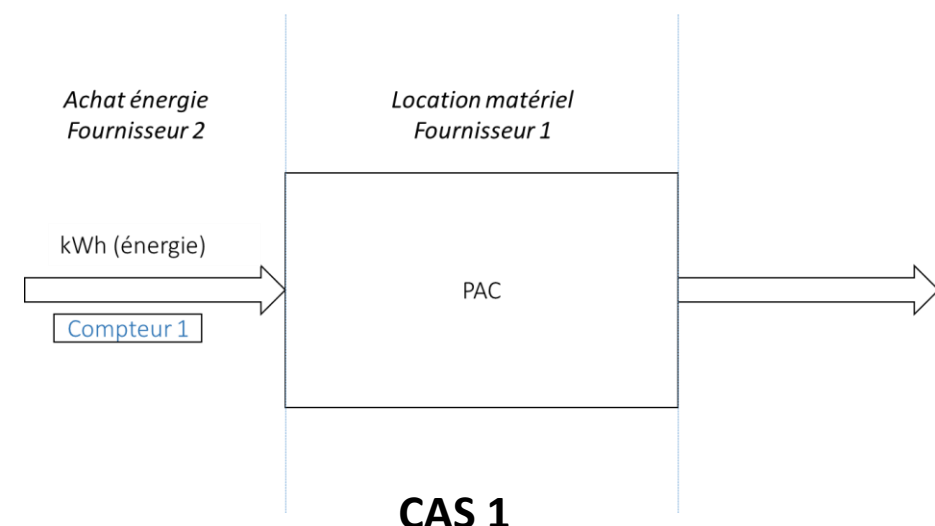 Achat énergie
Fournisseur 2
Location matériel
Fournisseur 1
kWh (énergie)
PAC
Compteur 1
CAS 1